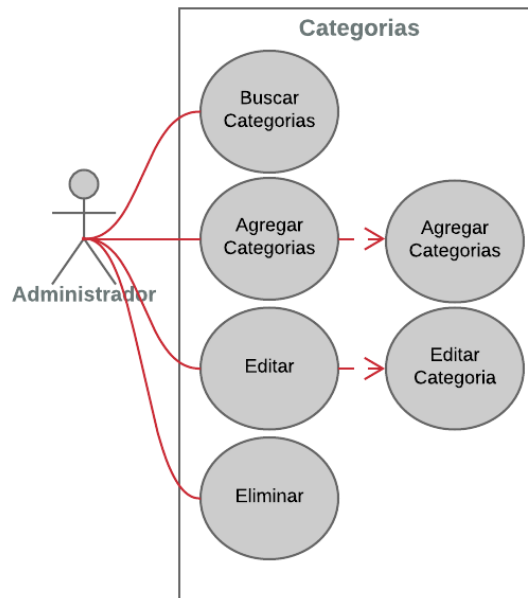 Categorias
Buscar
Categorias
Agregar
Categorias
Agregar
Categorias
Administrador
Editar
Editar
Categoria
Eliminar